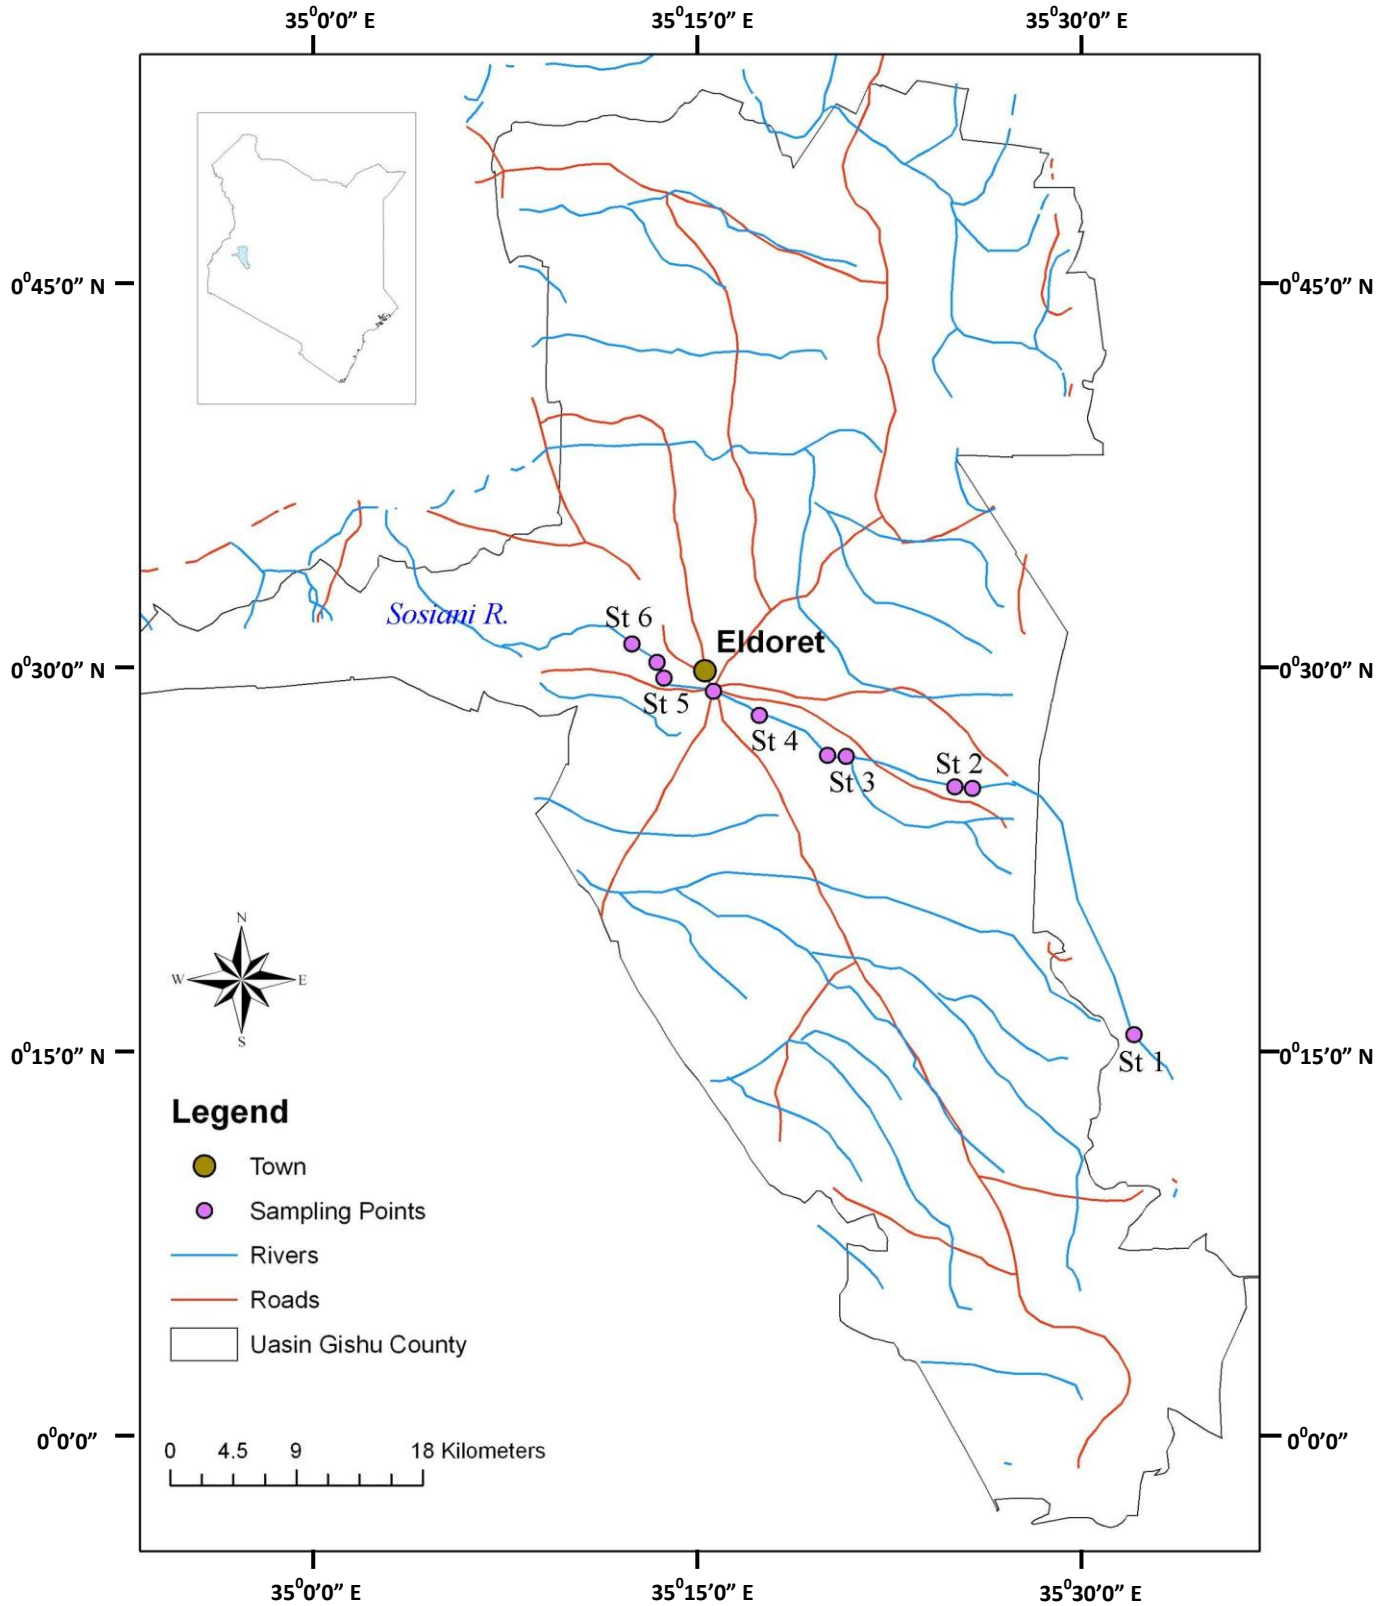 35⁰0’0” E 35⁰15’0” E 35⁰30’0” E
0⁰45’0” N 0⁰45’0” N
Sosiani R.
St 6
Eldoret
0⁰30’0” N 0⁰30’0” N
St 5
St 4
St 2
St 3
N
W E
S
0⁰15’0” N 0⁰15’0” N
St 1
Legend
Town
Sampling Points
Rivers
Roads
Uasin Gishu County
0⁰0’0” 0⁰0’0”
0 4.5 9 18 Kilometers
35⁰0’0” E 35⁰15’0” E 35⁰30’0” E